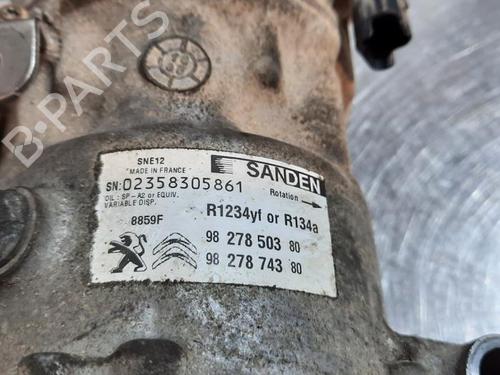 B-PARTS
SNE12
"MADE IN FRANCE"
SANDEN
SN:02358305861
Rotation
OIL : SP - A2 or EQUIV.
VARIABLE DISP.
R1234yf or R134a
8859F
98 278 503 80
98 278 743 80